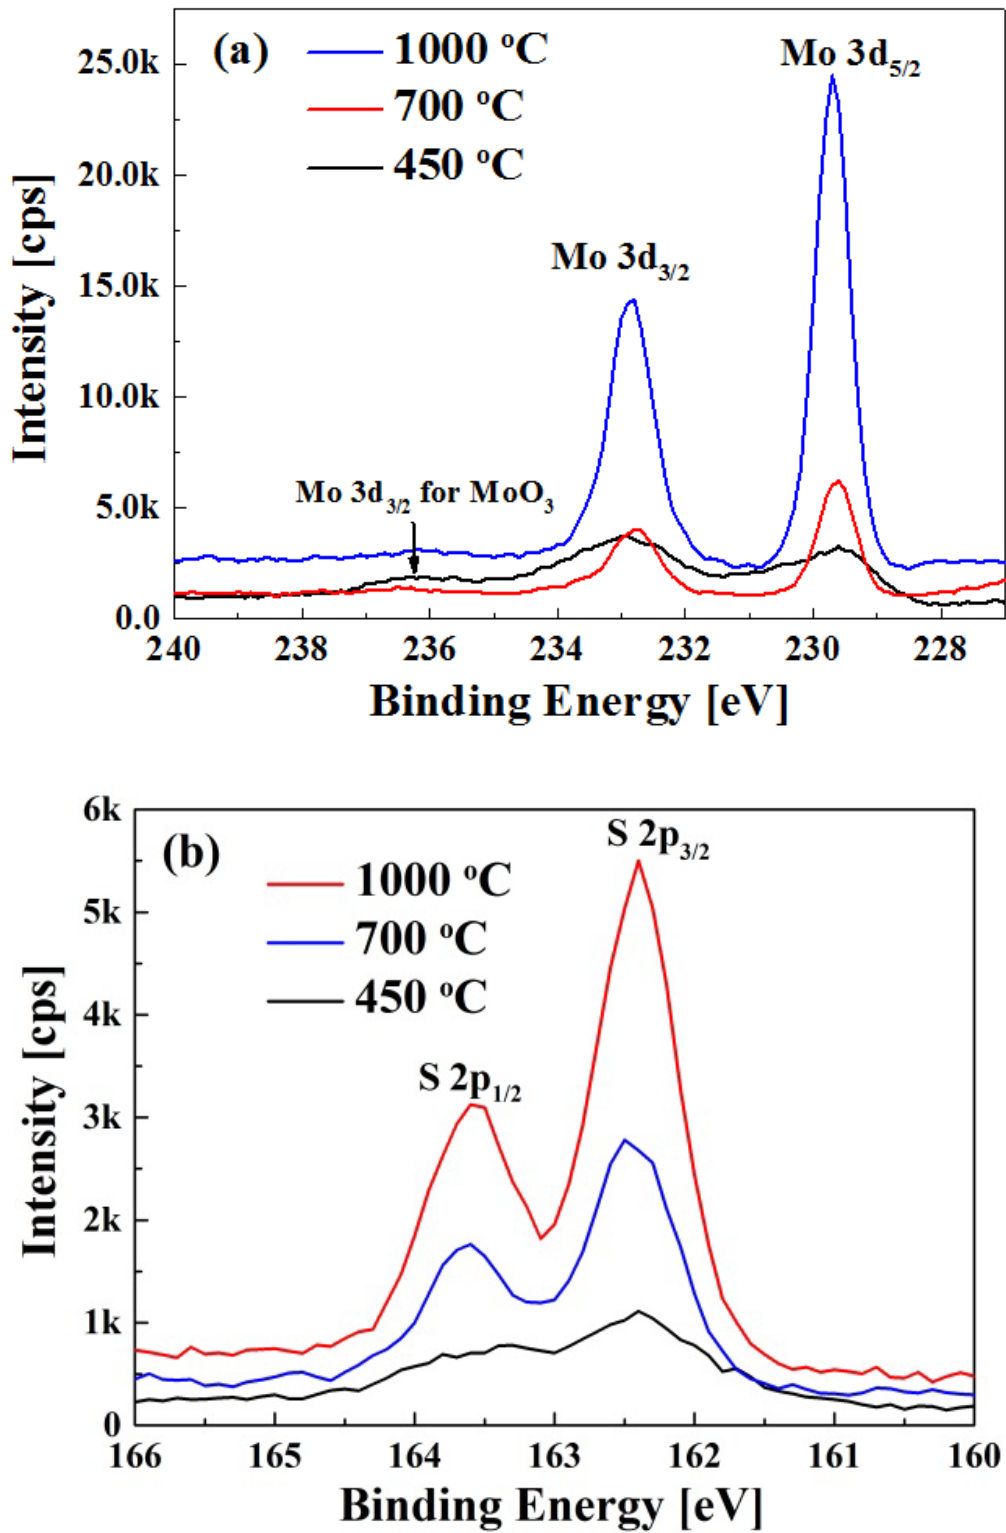 (a)
1000 °C
700 °C
450 °C
Mo 3d5/2
Mo 3d3/2
Mo 3d3/2 for MoO3
25.0k
20.0k
15.0k
10.0k
5.0k
0.0
Intensity [cps]
240 238 236 234 232 230 228
Binding Energy [eV]
(b)
1000 °C
700 °C
450 °C
S 2p3/2
S 2p1/2
6k
5k
4k
3k
2k
1k
0
Intensity [cps]
166 165 164 163 162 161 160
Binding Energy [eV]